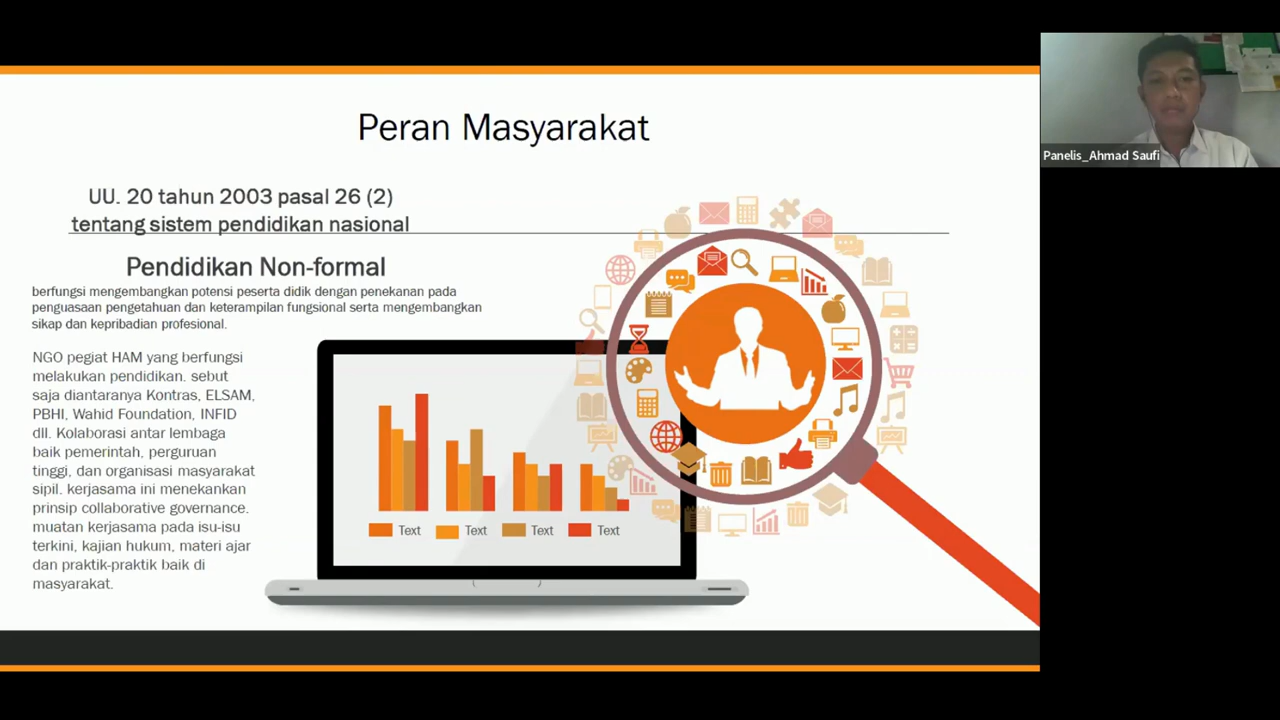 Peran Masyarakat
UU. 20 tahun 2003 pasal 26 (2)
tentang sistem pendidikan nasional
Pendidikan Non-formal
berfungsi mengembangkan potensi peserta didik dengan penekanan pada
penguasaan pengetahuan dan keterampilan fungsional serta mengembangkan
sikap dan kepribadian profesional.
NGO pegiat HAM yang berfungsi
melakukan pendidikan. sebut
saja diantaranya Kontras, ELSAM,
PBHI, Wahid Foundation, INFID
dll. Kolaborasi antar lembaga
baik pemerintah, perguruan
tinggi, dan organisasi masyarakat
sipil. kerjasama ini menekankan
prinsip collaborative governance.
muatan kerjasama pada isu-isu
terkini, kajian hukum, materi ajar
dan praktik-praktik baik di
masyarakat.
Text Text Text Text
Panelis_Ahmad Saufi